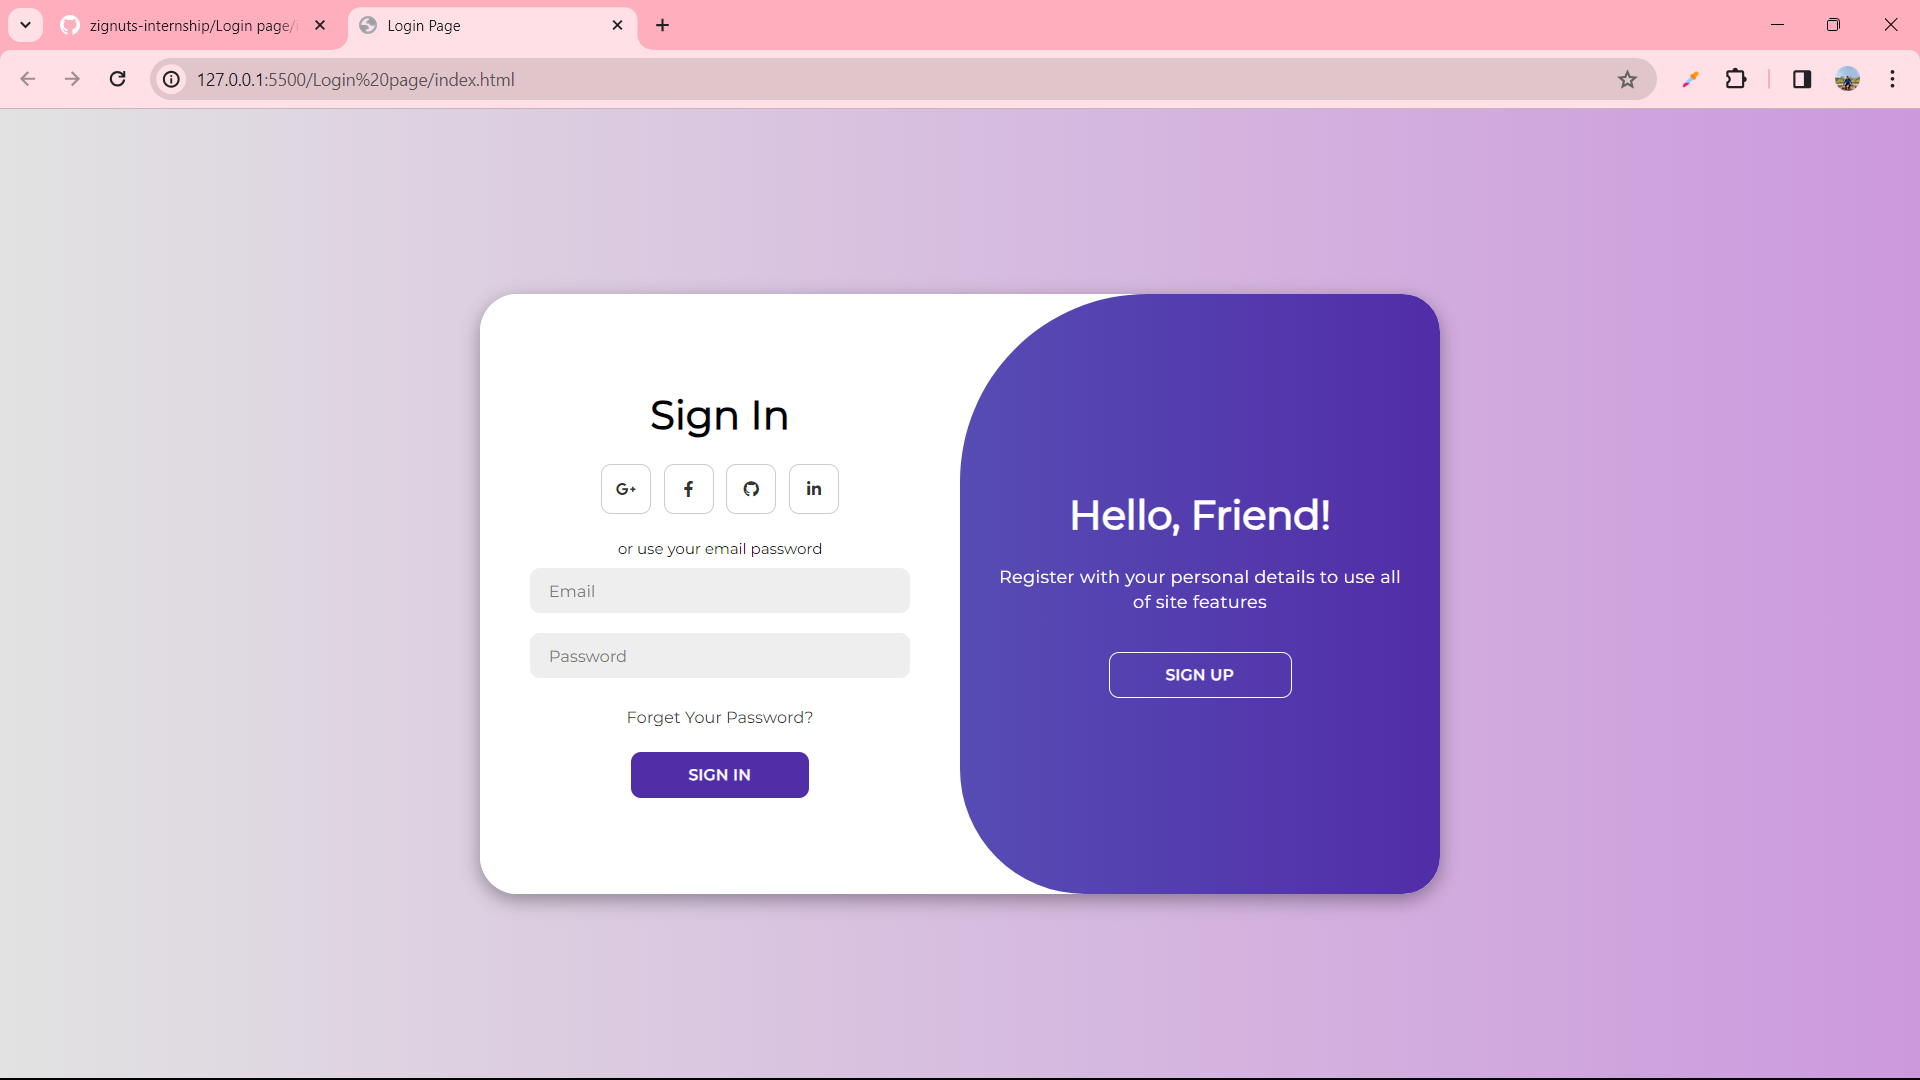 zignuts-internship/Login page/
Login Page
127.0.0.1:5500/Login%20page/index.html
Sign In
G+
f
in
or use your email password
Email
Password
Forget Your Password?
SIGN IN
Hello, Friend!
Register with your personal details to use all
of site features
SIGN UP